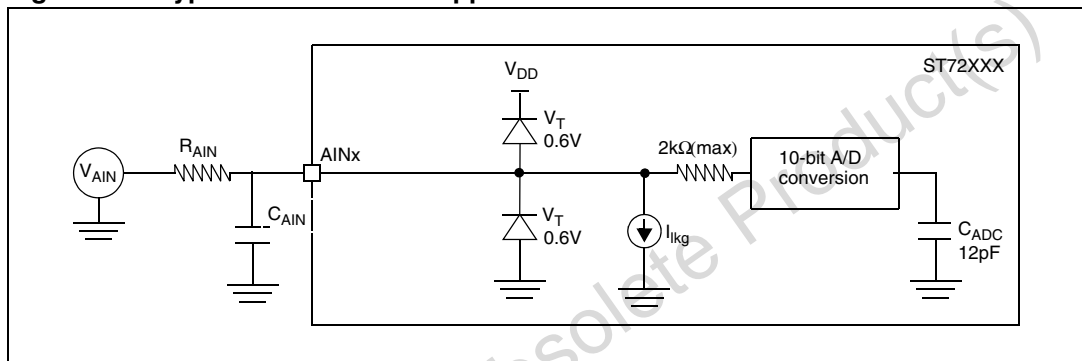 ST72XXX
V_DD
V_T
0.6V
R_AIN
AINx
2kΩ(max)
10-bit A/D
conversion
V_AIN
C_AIN
V_T
0.6V
I_lkg
C_ADC
12pF
solete Product(s)